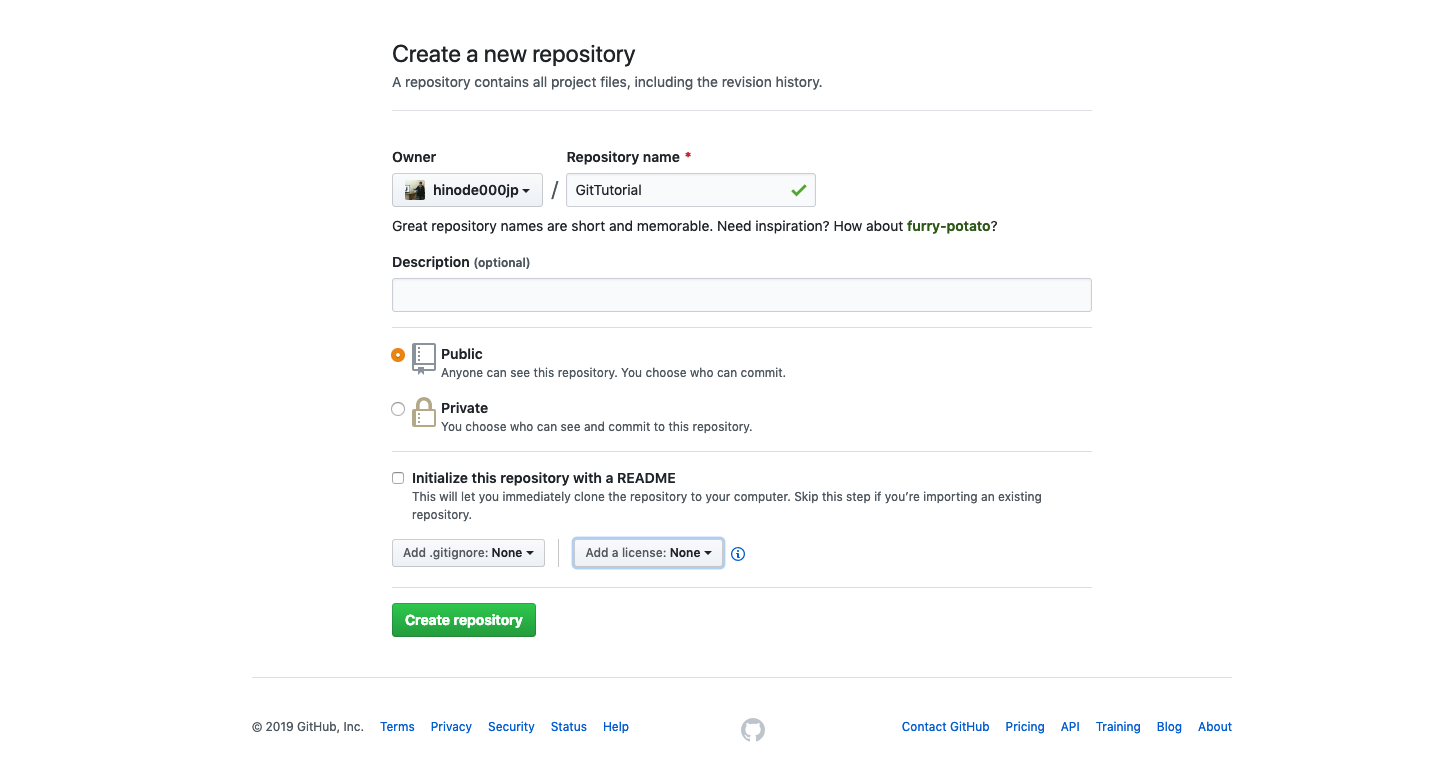 Create a new repository
A repository contains all project files, including the revision history.
Owner
Repository name *
hinode000jp
/
GitTutorial
Great repository names are short and memorable. Need inspiration? How about furry-potato?
Description (optional)
Public
Anyone can see this repository. You choose who can commit.
Private
You choose who can see and commit to this repository.
Initialize this repository with a README
This will let you immediately clone the repository to your computer. Skip this step if you’re importing an existing
repository.
Add .gitignore: None
Add a license: None
Create repository
© 2019 GitHub, Inc. Terms Privacy Security Status Help
Contact GitHub Pricing API Training Blog About